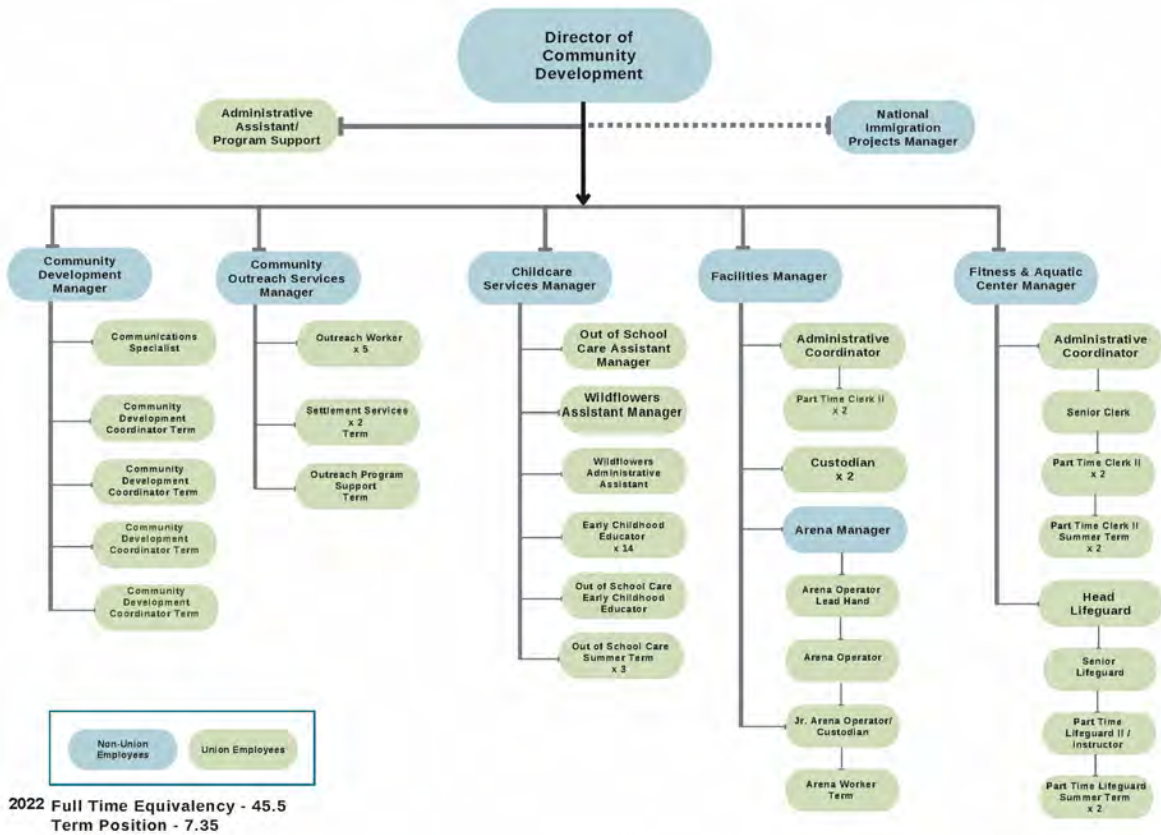 Director of
Community
Development
Administrative
Assistant/
Program Support
National
Immigration
Projects Manager
Community
Development
Manager
Community
Outreach Services
Manager
Childcare
Services Manager
Facilities Manager
Fitness & Aquatic
Center Manager
Communications
Specialist
Community
Development
Coordinator Term
Community
Development
Coordinator Term
Community
Development
Coordinator Term
Community
Development
Coordinator Term
Outreach Worker
x 5
Settlement Services
x 2
Term
Outreach Program
Support
Term
Out of School
Care Assistant
Manager
Wildflowers
Assistant Manager
Wildflowers
Administrative
Assistant
Early Childhood
Educator
x 14
Out of School Care
Early Childhood
Educator
Out of School Care
Summer Term
x 3
Administrative
Coordinator
Part Time Clerk II
x 2
Custodian
x 2
Arena Manager
Arena Operator
Lead Hand
Arena Operator
Jr. Arena Operator/
Custodian
Arena Worker
Term
Administrative
Coordinator
Senior Clerk
Part Time Clerk II
x 2
Part Time Clerk II
Summer Term
x 2
Head
Lifeguard
Senior
Lifeguard
Part Time
Lifeguard II /
Instructor
Part Time Lifeguard
Summer Term
x 2
Non-Union
Employees
Union Employees
2022 Full Time Equivalency - 45.5
Term Position - 7.35